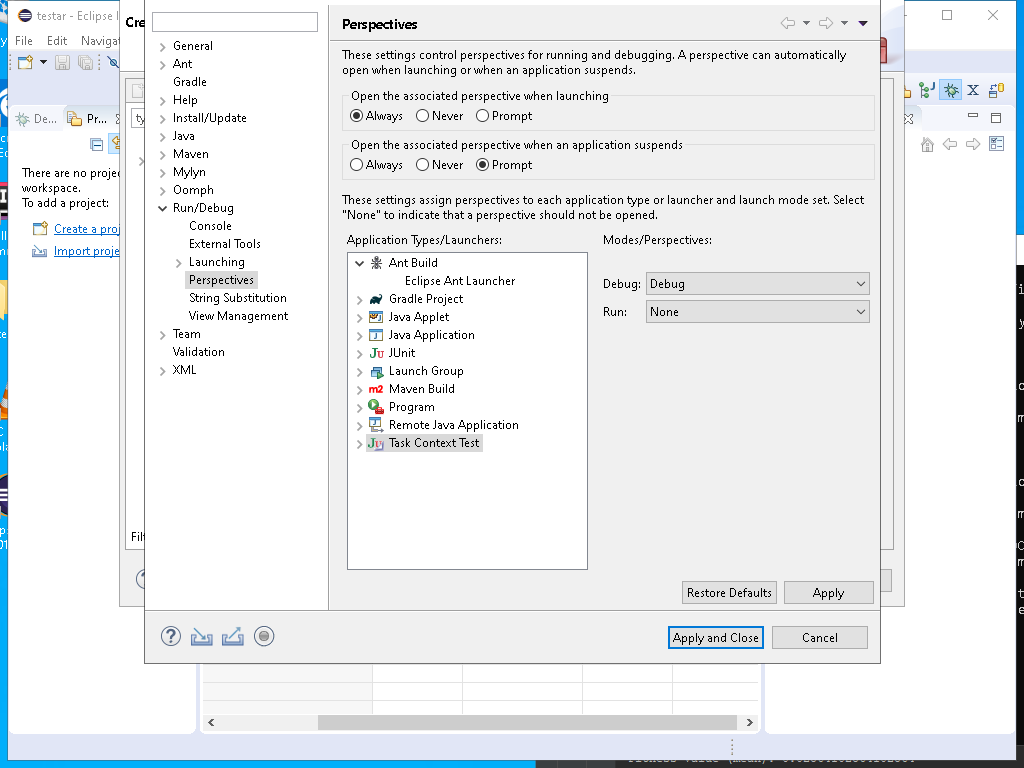 testar - Eclipse I
Cre
File Edit Navigat
De...
Pr...
ty
There are no projec
workspace.
To add a project:
Create a proj
Import proje
Filt
General
Ant
Gradle
Help
Install/Update
Java
Maven
Mylyn
Oomph
Run/Debug
Console
External Tools
Launching
Perspectives
String Substitution
View Management
Team
Validation
XML
Perspectives
These settings control perspectives for running and debugging. A perspective can automatically
open when launching or when an application suspends.
Open the associated perspective when launching
Always Never Prompt
Open the associated perspective when an application suspends
Always Never Prompt
These settings assign perspectives to each application type or launcher and launch mode set. Select
"None" to indicate that a perspective should not be opened.
Application Types/Launchers:
Ant Build
Eclipse Ant Launcher
Gradle Project
Java Applet
Java Application
JUnit
Launch Group
Maven Build
Program
Remote Java Application
Task Context Test
Modes/Perspectives:
Debug: Debug
Run: None
Restore Defaults Apply
Apply and Close Cancel